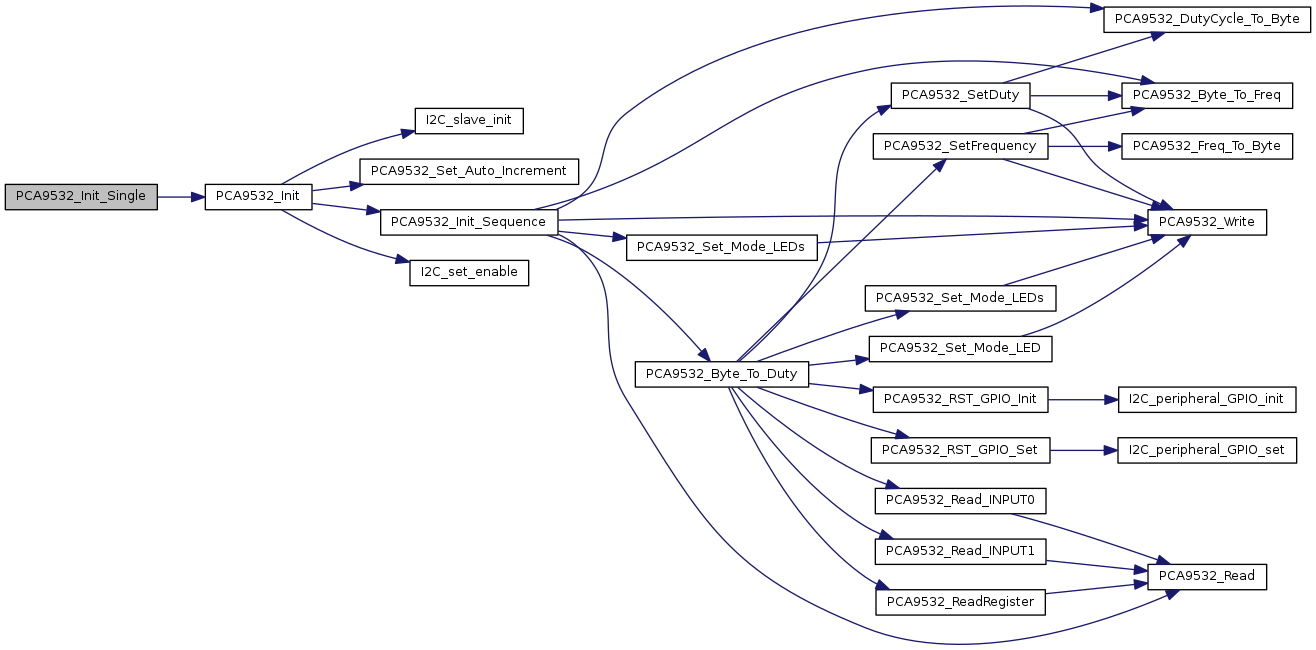 PCA9532_Init_Single
PCA9532_Init
I2C_slave_init
PCA9532_Set_Auto_Increment
PCA9532_Init_Sequence
I2C_set_enable
PCA9532_Set_Mode_LEDs
PCA9532_Byte_To_Duty
PCA9532_SetDuty
PCA9532_SetFrequency
PCA9532_Set_Mode_LEDs
PCA9532_Set_Mode_LED
PCA9532_RST_GPIO_Init
PCA9532_RST_GPIO_Set
PCA9532_Read_INPUT0
PCA9532_Read_INPUT1
PCA9532_ReadRegister
PCA9532_DutyCycle_To_Byte
PCA9532_Byte_To_Freq
PCA9532_Freq_To_Byte
PCA9532_Write
I2C_peripheral_GPIO_init
I2C_peripheral_GPIO_set
PCA9532_Read